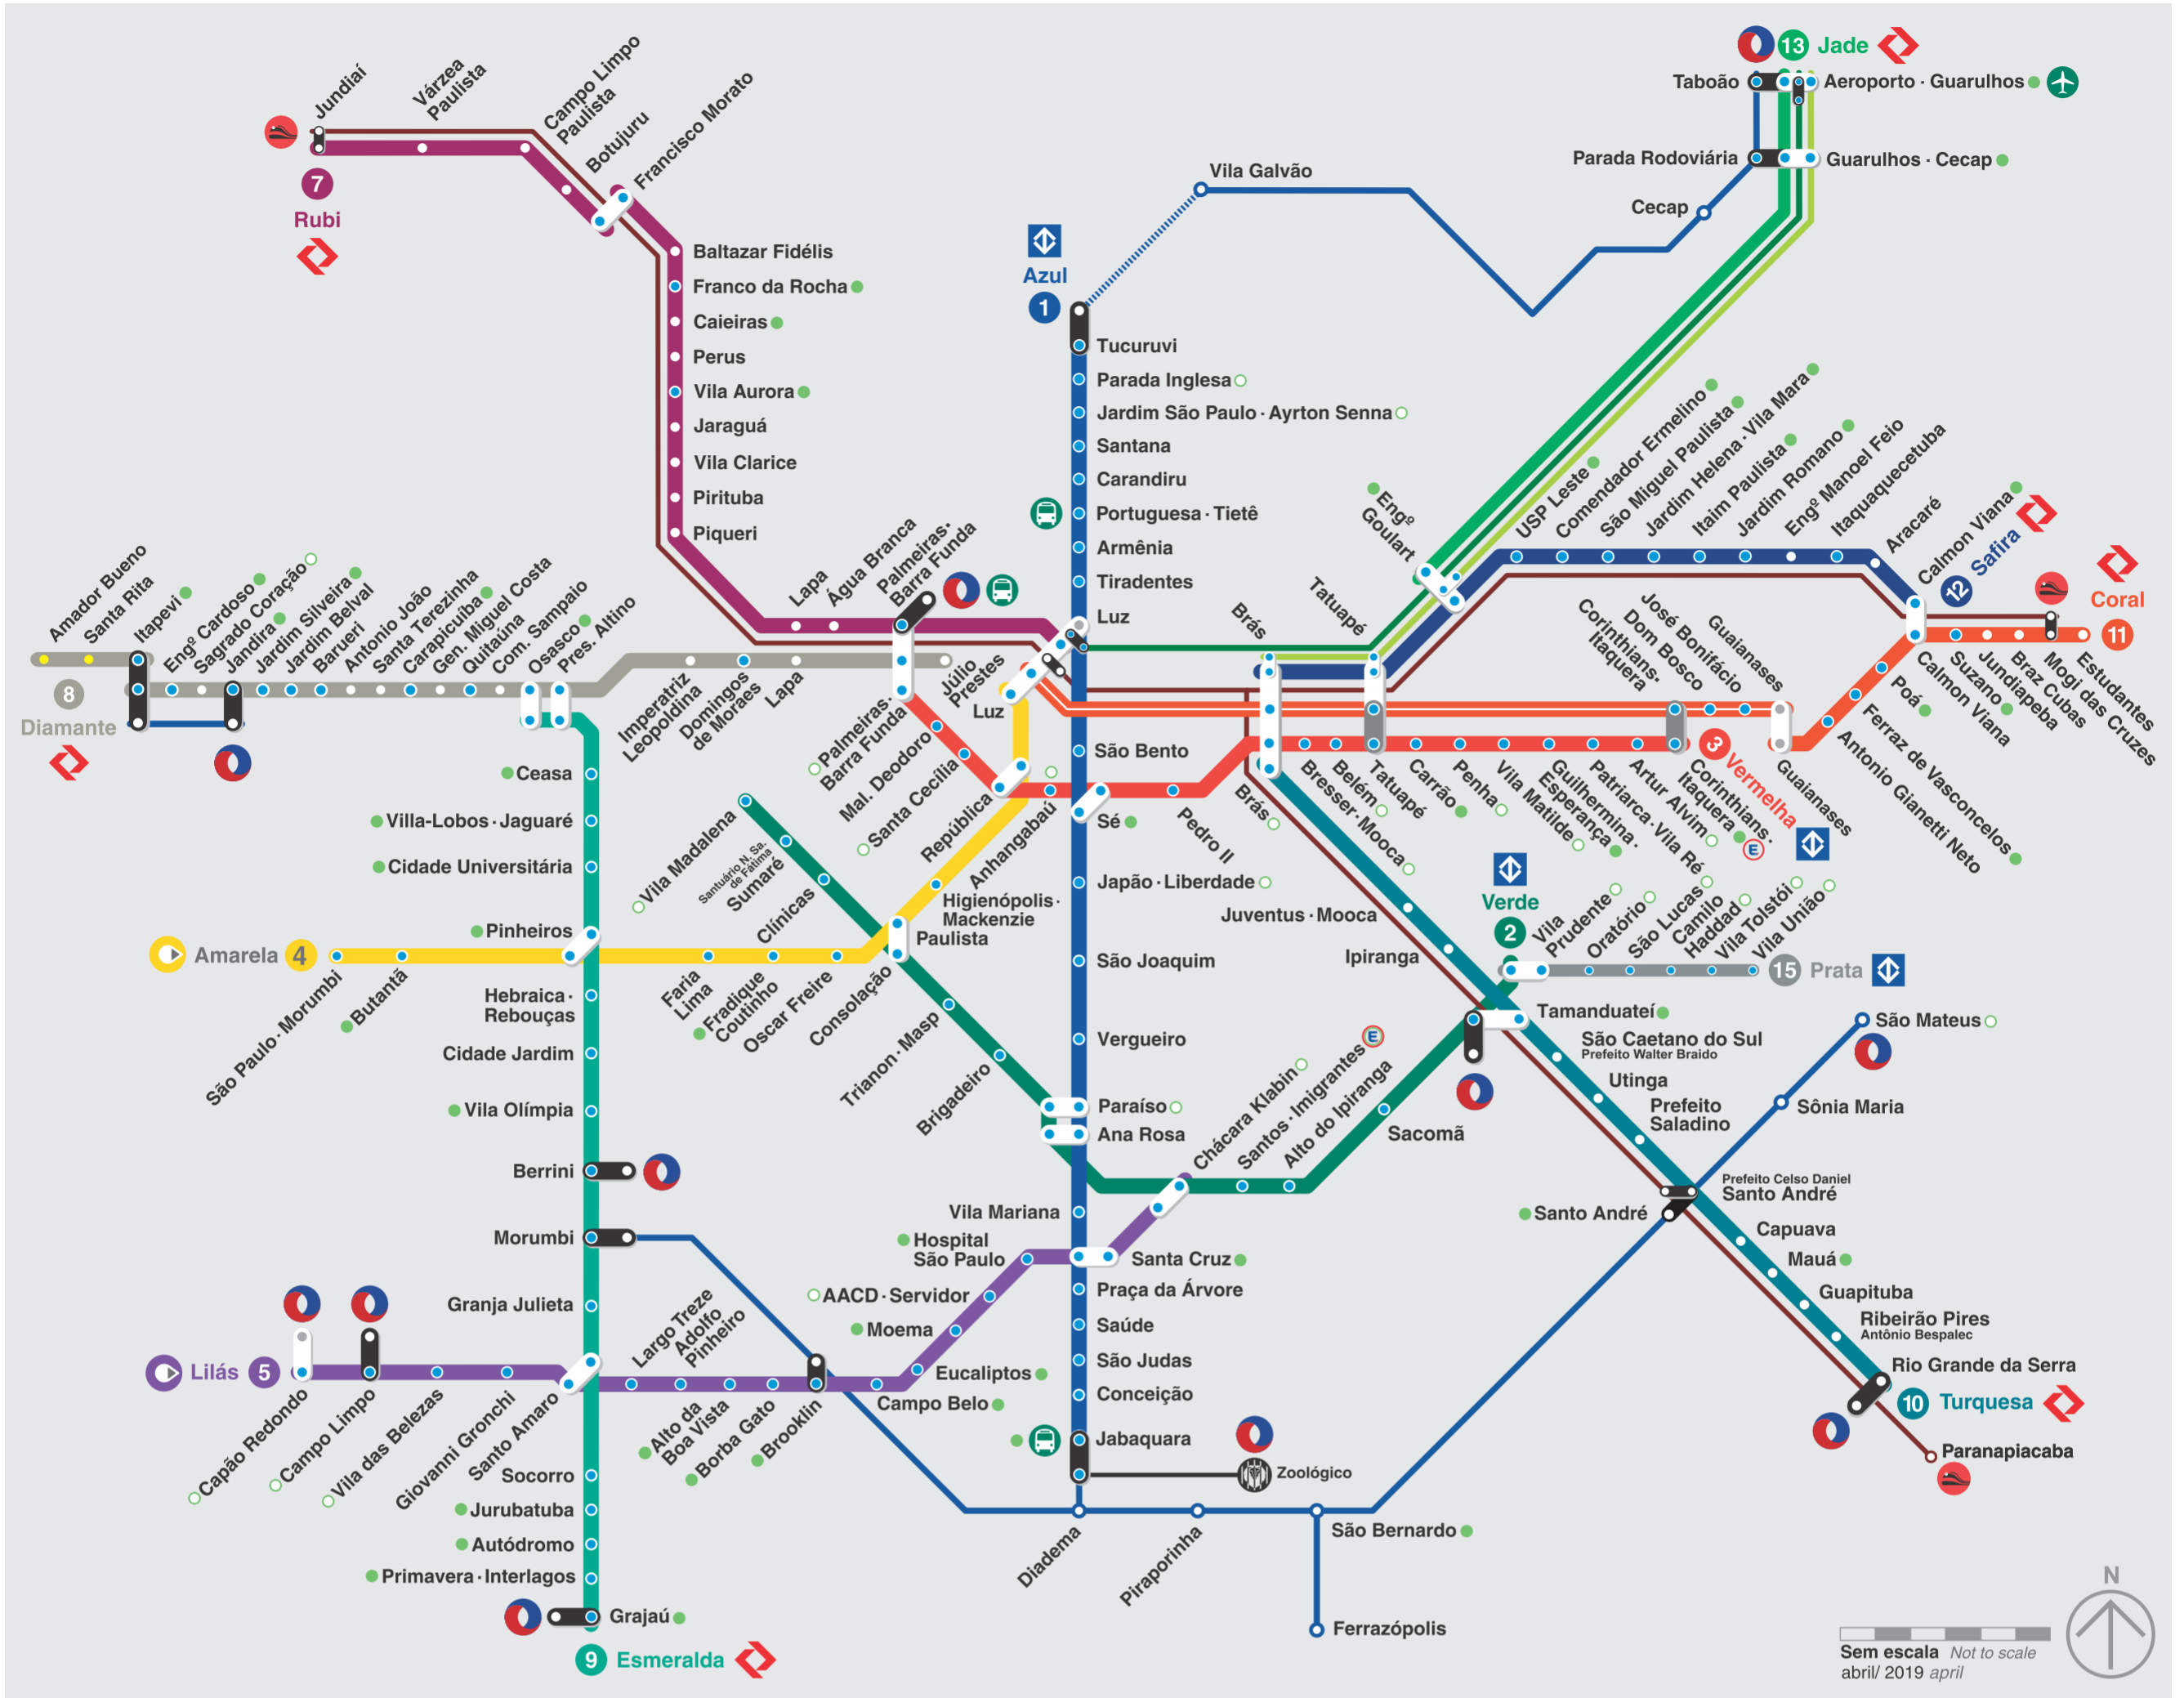 13 Jade
Taboão
Aeroporto · Guarulhos
Parada Rodoviária
Guarulhos · Cecap
Cecap
Vila Galvão
Jundiaí
Várzea
Paulista
Campo Limpo
Paulista
Botujuru
Francisco Morato
7
Rubi
Baltazar Fidélis
Franco da Rocha
Caieiras
Perus
Vila Aurora
Jaraguá
Vila Clarice
Pirituba
Piqueri
Lapa
Água Branca
Palmeiras·
Barra Funda
Azul
1
Tucuruvi
Parada Inglesa
Jardim São Paulo · Ayrton Senna
Santana
Carandiru
Portuguesa · Tietê
Armênia
Tiradentes
Luz
São Bento
Sé
Japão · Liberdade
São Joaquim
Vergueiro
Paraíso
Ana Rosa
Vila Mariana
Santa Cruz
Praça da Árvore
Saúde
São Judas
Conceição
Jabaquara
Zoológico
Engº
Goulart
USP Leste
Comendador Ermelino
São Miguel Paulista
Jardim Helena · Vila Mara
Itaim Paulista
Jardim Romano
Engº Manoel Feio
Itaquaquecetuba
Aracaré
Calmon Viana
12 Safira
Coral
11
Brás
Tatuapé
Corinthians·
Itaquera
Dom Bosco
José Bonifácio
Guaianases
Guaianases
Antonio Gianetti Neto
Ferraz de Vasconcelos
Poá
Calmon Viana
Suzano
Jundiapeba
Braz Cubas
Mogi das Cruzes
Estudantes
Amador Bueno
Santa Rita
Itapevi
Engº Cardoso
Sagrado Coração
Jandira
Jardim Silveira
Jardim Belval
Barueri
Antonio João
Santa Terezinha
Carapicuíba
Gen. Miguel Costa
Quitaúna
Com. Sampaio
Osasco
Pres. Altino
8
Diamante
Imperatriz
Leopoldina
Domingos
de Moraes
Lapa
Júlio
Prestes
Luz
Palmeiras·
Barra Funda
Mal. Deodoro
Santa Cecília
República
Anhangabaú
Pedro II
Brás
Bresser · Mooca
Belém
Tatuapé
Carrão
Penha
Vila Matilde
Guilhermina·
Esperança
Patriarca · Vila Ré
Artur Alvim
Corinthians·
Itaquera
E
3 Vermelha
Ceasa
Villa-Lobos · Jaguaré
Cidade Universitária
Pinheiros
Hebraica ·
Rebouças
Cidade Jardim
Vila Olímpia
Berrini
Morumbi
Granja Julieta
Santo Amaro
Socorro
Jurubatuba
Autódromo
Primavera · Interlagos
Grajaú
9 Esmeralda
Amarela 4
São Paulo · Morumbi
Butantã
Faria
Lima
Fradique
Coutinho
Oscar Freire
Consolação
Paulista
Higienópolis ·
Mackenzie
Vila Madalena
Santuário N. Sa.
de Fátima
Sumaré
Clínicas
Trianon · Masp
Brigadeiro
Chácara Klabin
Santos · Imigrantes
E
Alto do Ipiranga
Sacomã
Tamanduateí
Verde
2
Vila
Prudente
Oratório
São Lucas
Camilo
Haddad
Vila Tolstói
Vila União
15 Prata
Juventus · Mooca
Ipiranga
São Caetano do Sul
Prefeito Walter Braido
Utinga
Prefeito
Saladino
Prefeito Celso Daniel
Santo André
Santo André
Capuava
Mauá
Guapituba
Ribeirão Pires
Antônio Bespalec
Rio Grande da Serra
10 Turquesa
Paranapiacaba
São Mateus
Sônia Maria
Lilás 5
Capão Redondo
Campo Limpo
Vila das Belezas
Giovanni Gronchi
Largo Treze
Adolfo
Pinheiro
Alto da
Boa Vista
Borba Gato
Brooklin
Campo Belo
Eucaliptos
Moema
AACD · Servidor
Hospital
São Paulo
Diadema
Piraporinha
São Bernardo
Ferrazópolis
N
Sem escala Not to scale
abril/ 2019 april